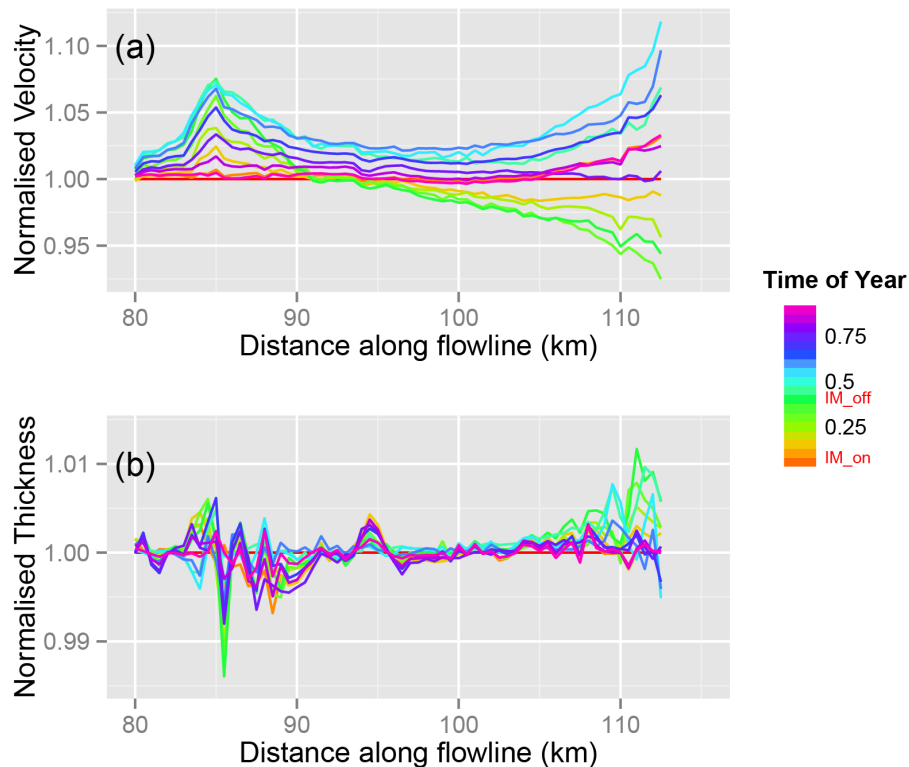 (a)
Normalised Velocity
1.10
1.05
1.00
0.95
80
90
100
110
Distance along flowline (km)
Time of Year
0.75
0.5
IM_off
0.25
IM_on
(b)
Normalised Thickness
1.01
1.00
0.99
80
90
100
110
Distance along flowline (km)